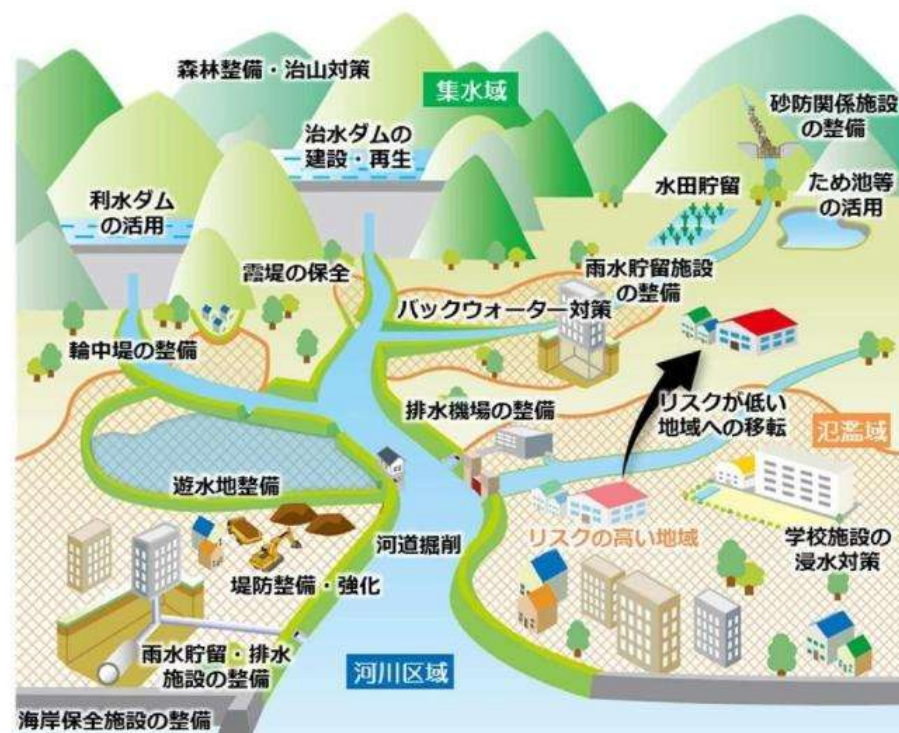 森林整備・治山対策
集水域
砂防関係施設
の整備
治水ダムの
建設・再生
水田貯留
ため池等
の活用
利水ダム
の活用
霞堤の保全
雨水貯留施設
の整備
バックウォーター対策
輪中堤の整備
排水機場の整備
リスクが低い
地域への移転
氾濫域
遊水地整備
リスクの高い地域
学校施設の
浸水対策
河道掘削
堤防整備・強化
雨水貯留・排水
施設の整備
河川区域
海岸保全施設の整備